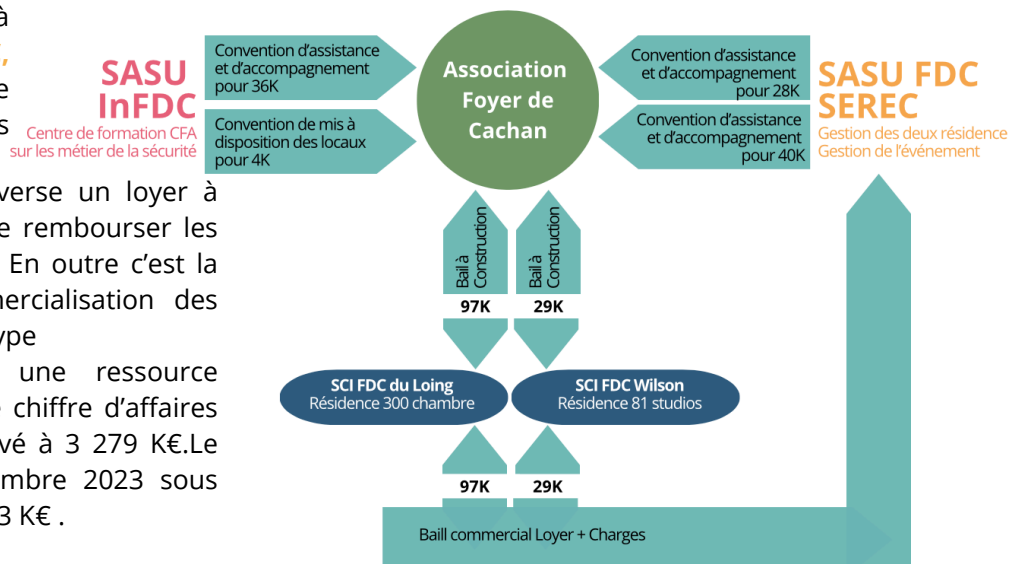 à
,
e
s
verse un loyer à
e rembourser les
En outre c’est la
mercialisation des
ype
une ressource
chiffre d’affaires
vé à 3 279 K€.Le
mbre 2023 sous
3 K€ .
SASU
InFDC
Centre de formation CFA
sur les métier de la sécurité
Convention d’assistance
et d’accompagnement
pour 36K
Convention de mis à
disposition des locaux
pour 4K
Association
Foyer de
Cachan
Convention d’assistance
et d’accompagnement
pour 28K
Convention d’assistance
et d’accompagnement
pour 40K
SASU FDC
SEREC
Gestion des deux résidence
Gestion de l’événement
Bail à
Construction
Bail à
Construction
97K
29K
SCI FDC du Loing
Résidence 300 chambre
SCI FDC Wilson
Résidence 81 studios
97K
29K
Baill commercial Loyer + Charges